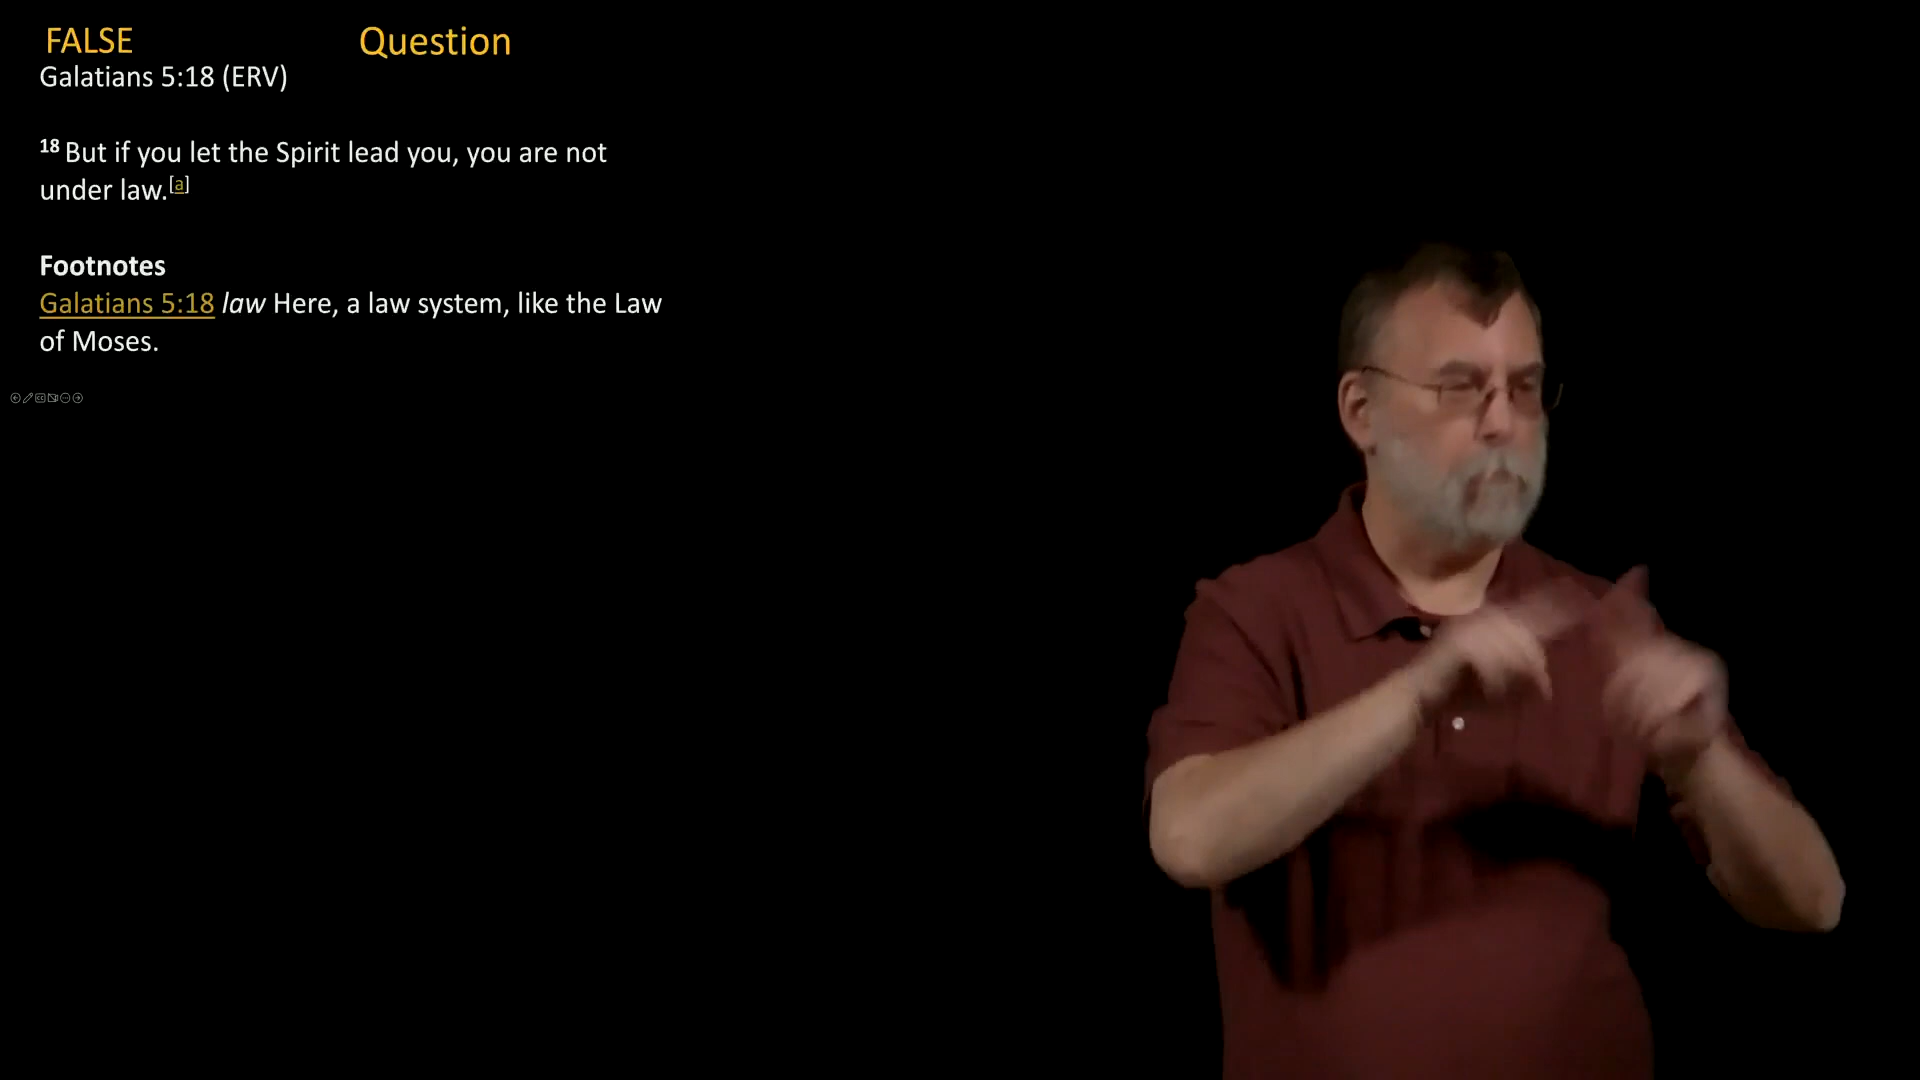 FALSE Question
Galatians 5:18 (ERV)
18 But if you let the Spirit lead you, you are not
under law.[a]
Footnotes
Galatians 5:18 law Here, a law system, like the Law
of Moses.